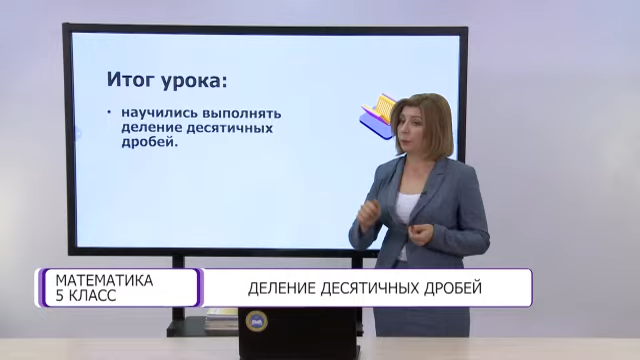 Итог урока:
• научились выполнять
деление десятичных
дробей.
МАТЕМАТИКА
5 КЛАСС
ДЕЛЕНИЕ ДЕСЯТИЧНЫХ ДРОБЕЙ